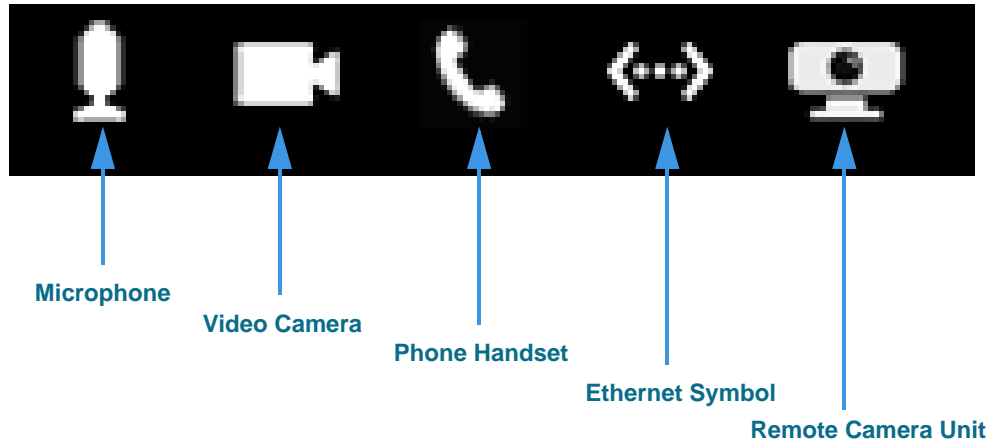 Microphone
Video Camera
Phone Handset
Ethernet Symbol
Remote Camera Unit